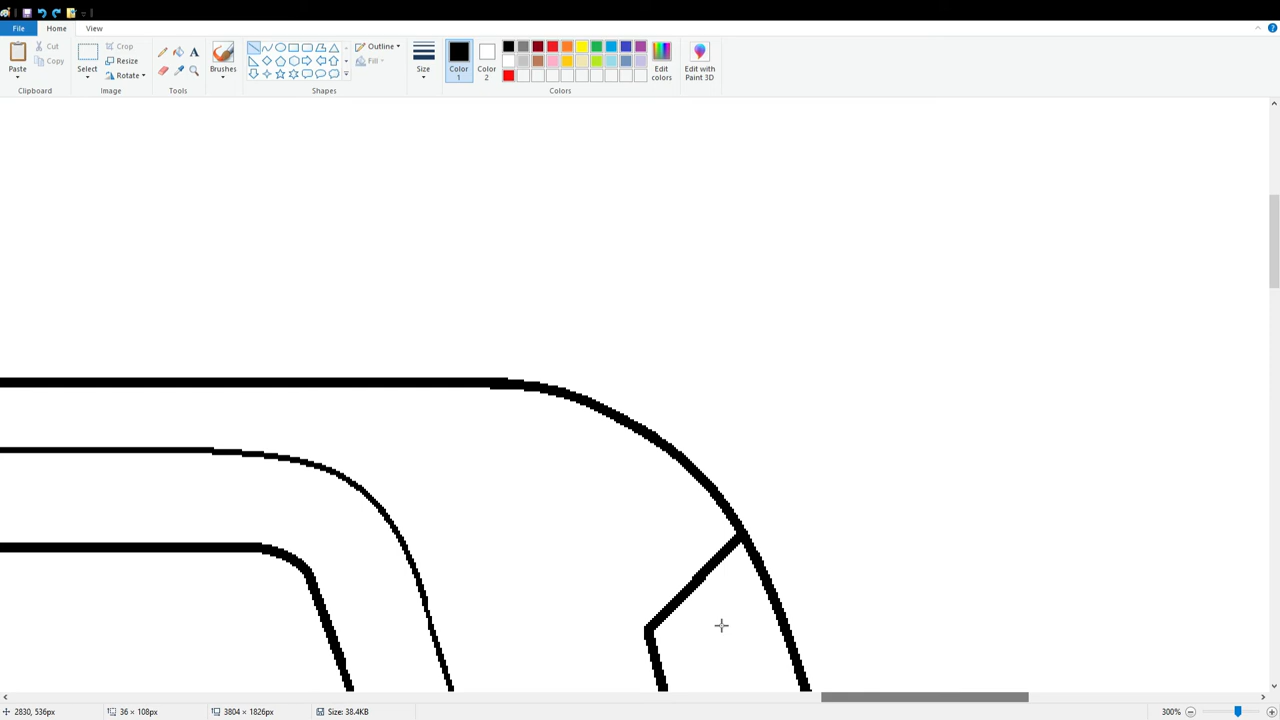 File Home View
Paste
Cut
Copy
Clipboard
Select
Crop
Resize
Rotate
Image
A
Tools
Brushes
Outline
Fill
Shapes
Size
Color
1
Color
2
Edit
colors
Colors
Edit with
Paint 3D
2830, 536px 36 × 108px 3804 × 1826px Size: 38.4KB 300%